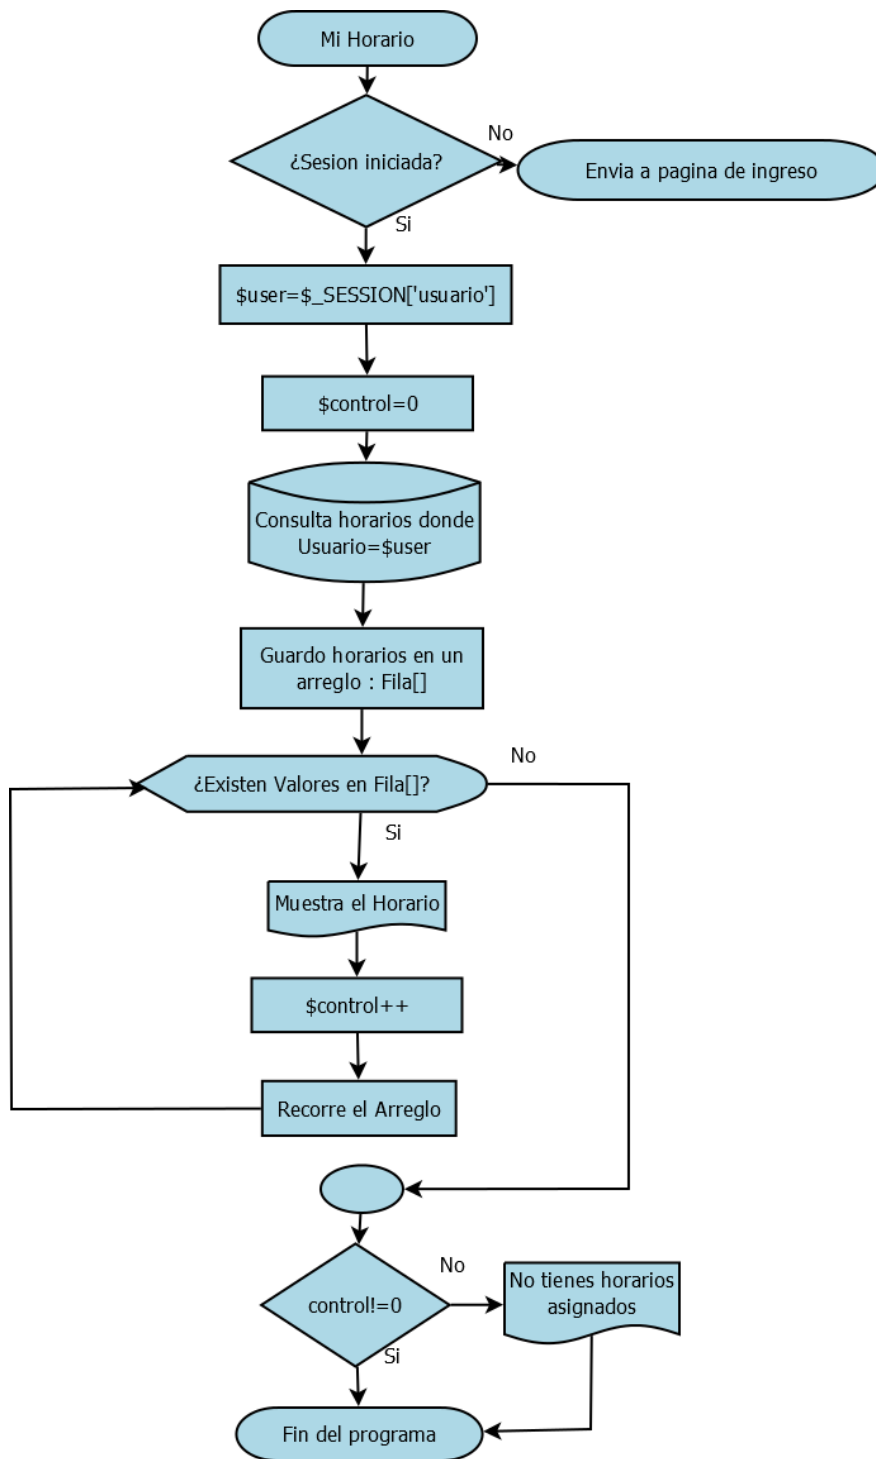 Mi Horario
No
¿Sesion iniciada?
Envia a pagina de ingreso
Si
$user=$_SESSION['usuario']
$control=0
Consulta horarios donde
Usuario=$user
Guardo horarios en un
arreglo : Fila[]
No
¿Existen Valores en Fila[]?
Si
Muestra el Horario
$control++
Recorre el Arreglo
No
No tienes horarios
asignados
control!=0
Si
Fin del programa